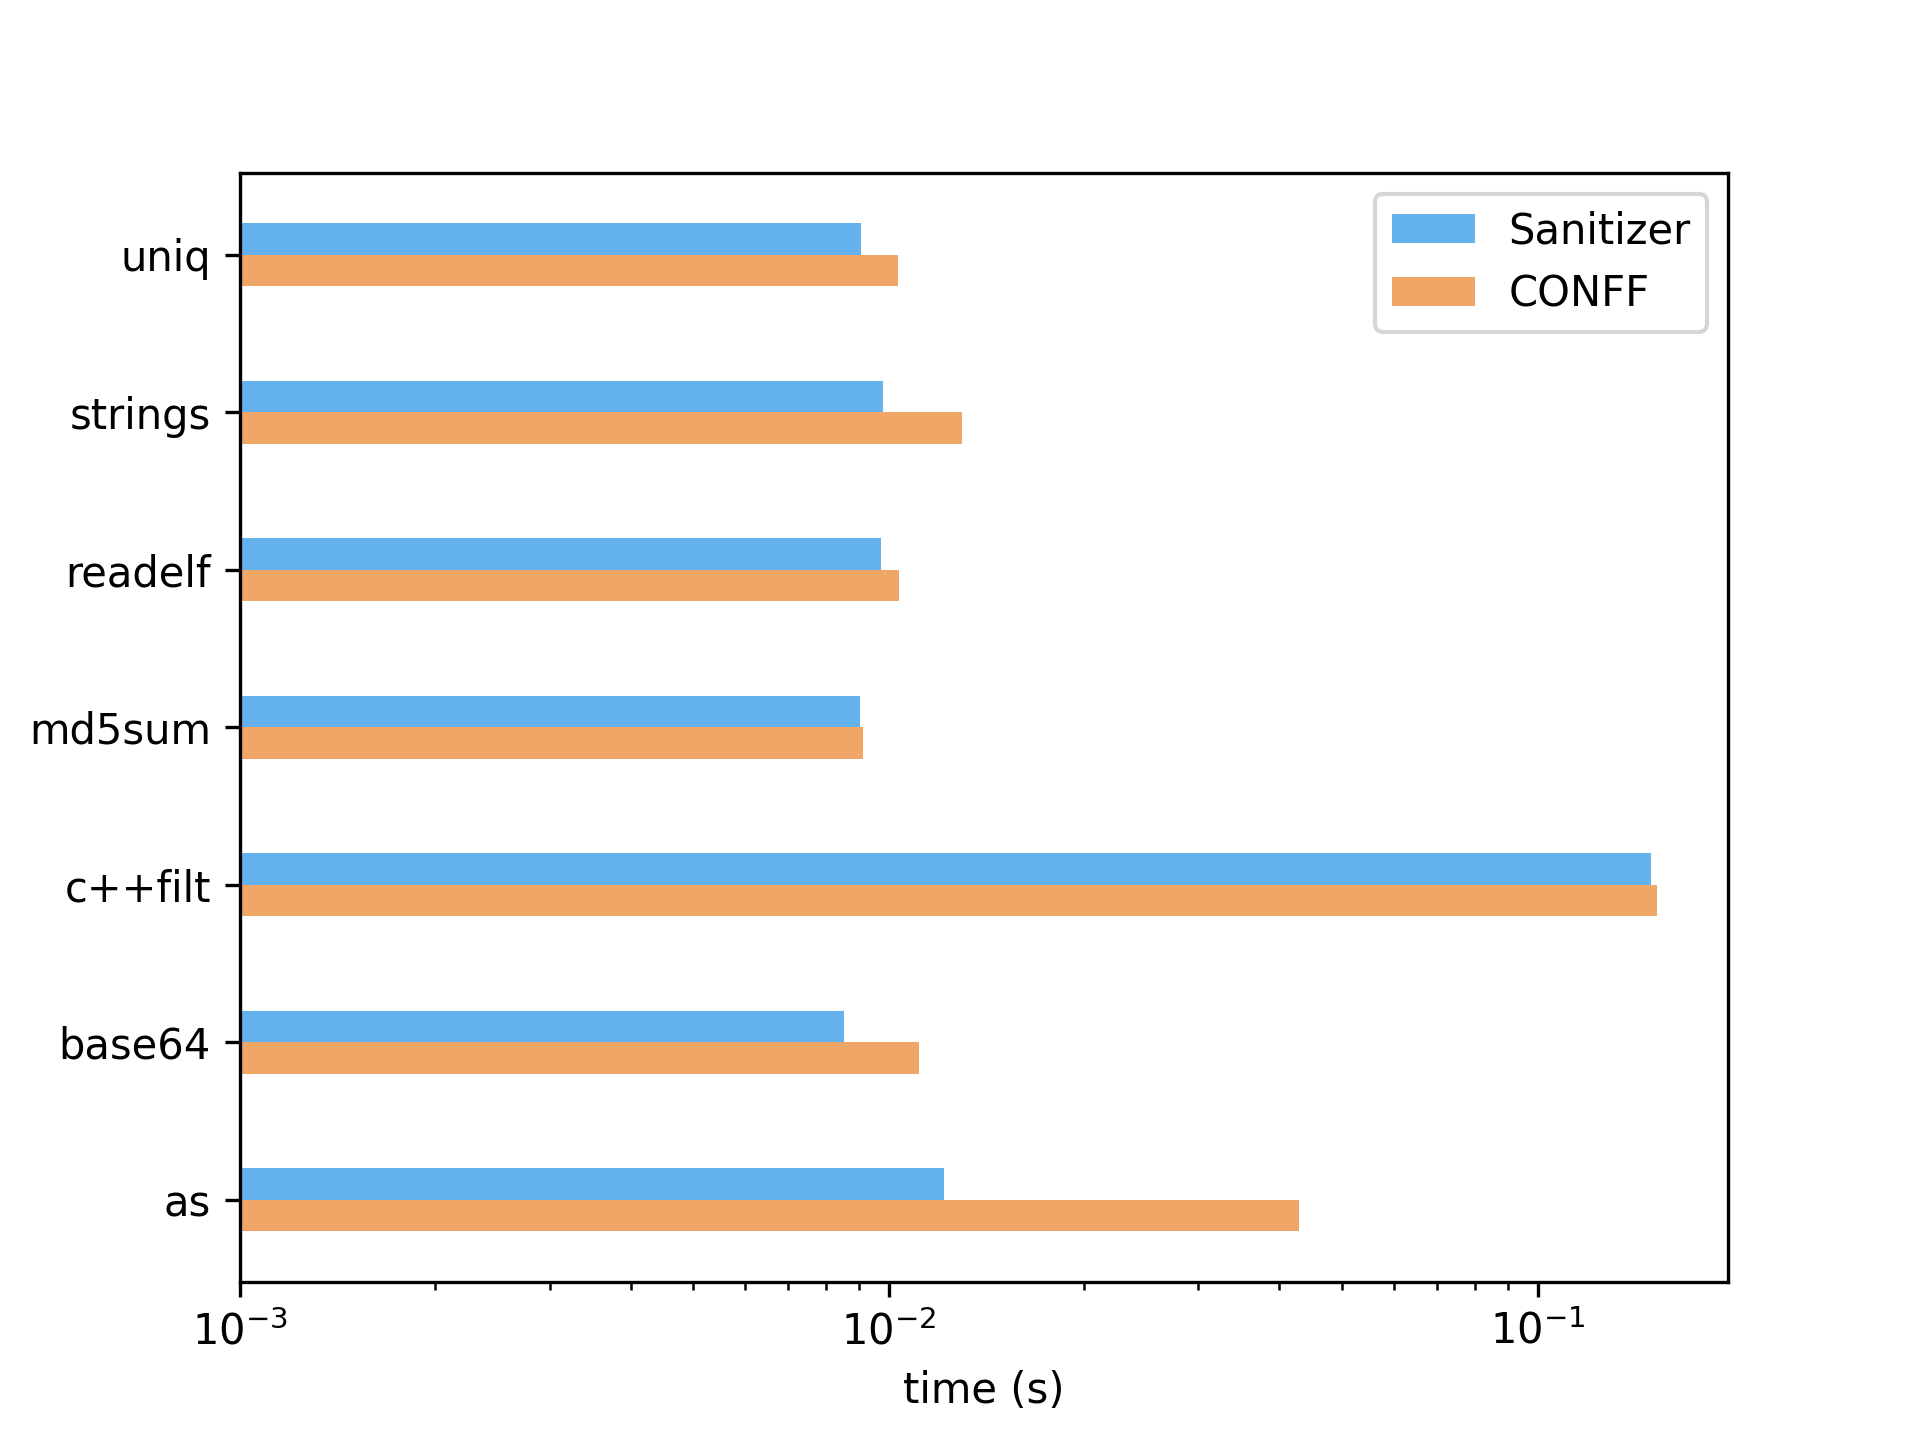 Sanitizer
CONFF
uniq
strings
readelf
md5sum
c++filt
base64
as
10⁻³ 10⁻² 10⁻¹
time (s)